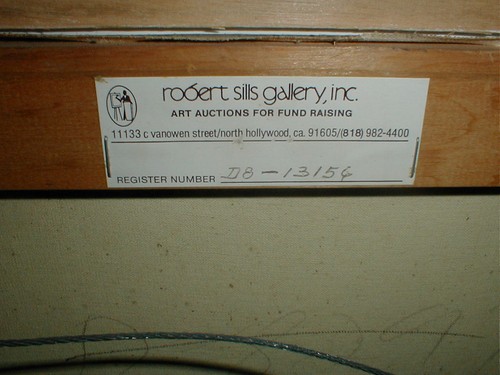 robert sills gallery, inc.
ART AUCTIONS FOR FUND RAISING
11133 c vanowen street/north hollywood, ca. 91605/(818) 982-4400
REGISTER NUMBER D8-13156